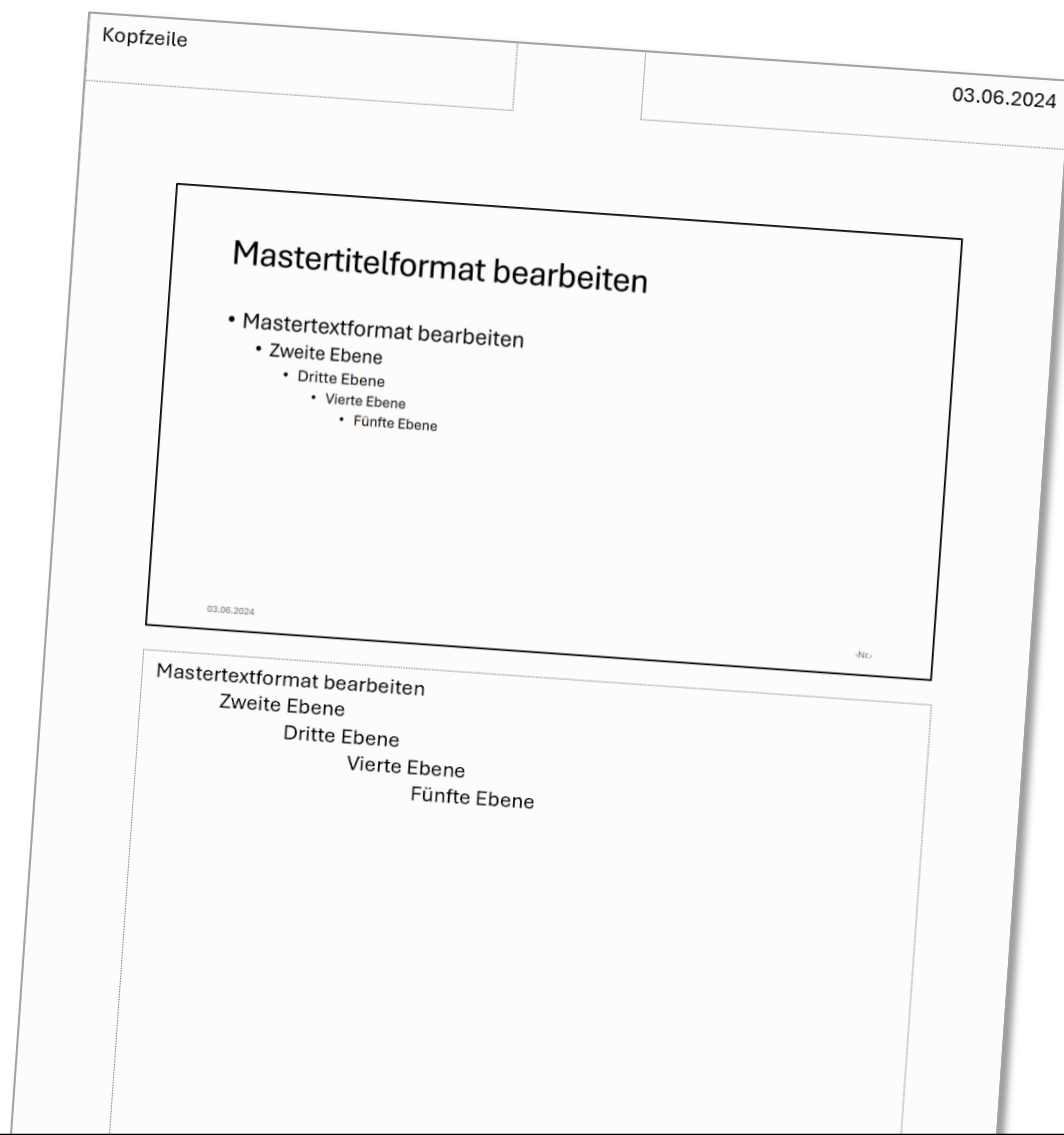 Kopfzeile
03.06.2024
Mastertitelformat bearbeiten
• Mastertextformat bearbeiten
• Zweite Ebene
• Dritte Ebene
• Vierte Ebene
• Fünfte Ebene
03.06.2024
‹Nr.›
Mastertextformat bearbeiten
Zweite Ebene
Dritte Ebene
Vierte Ebene
Fünfte Ebene